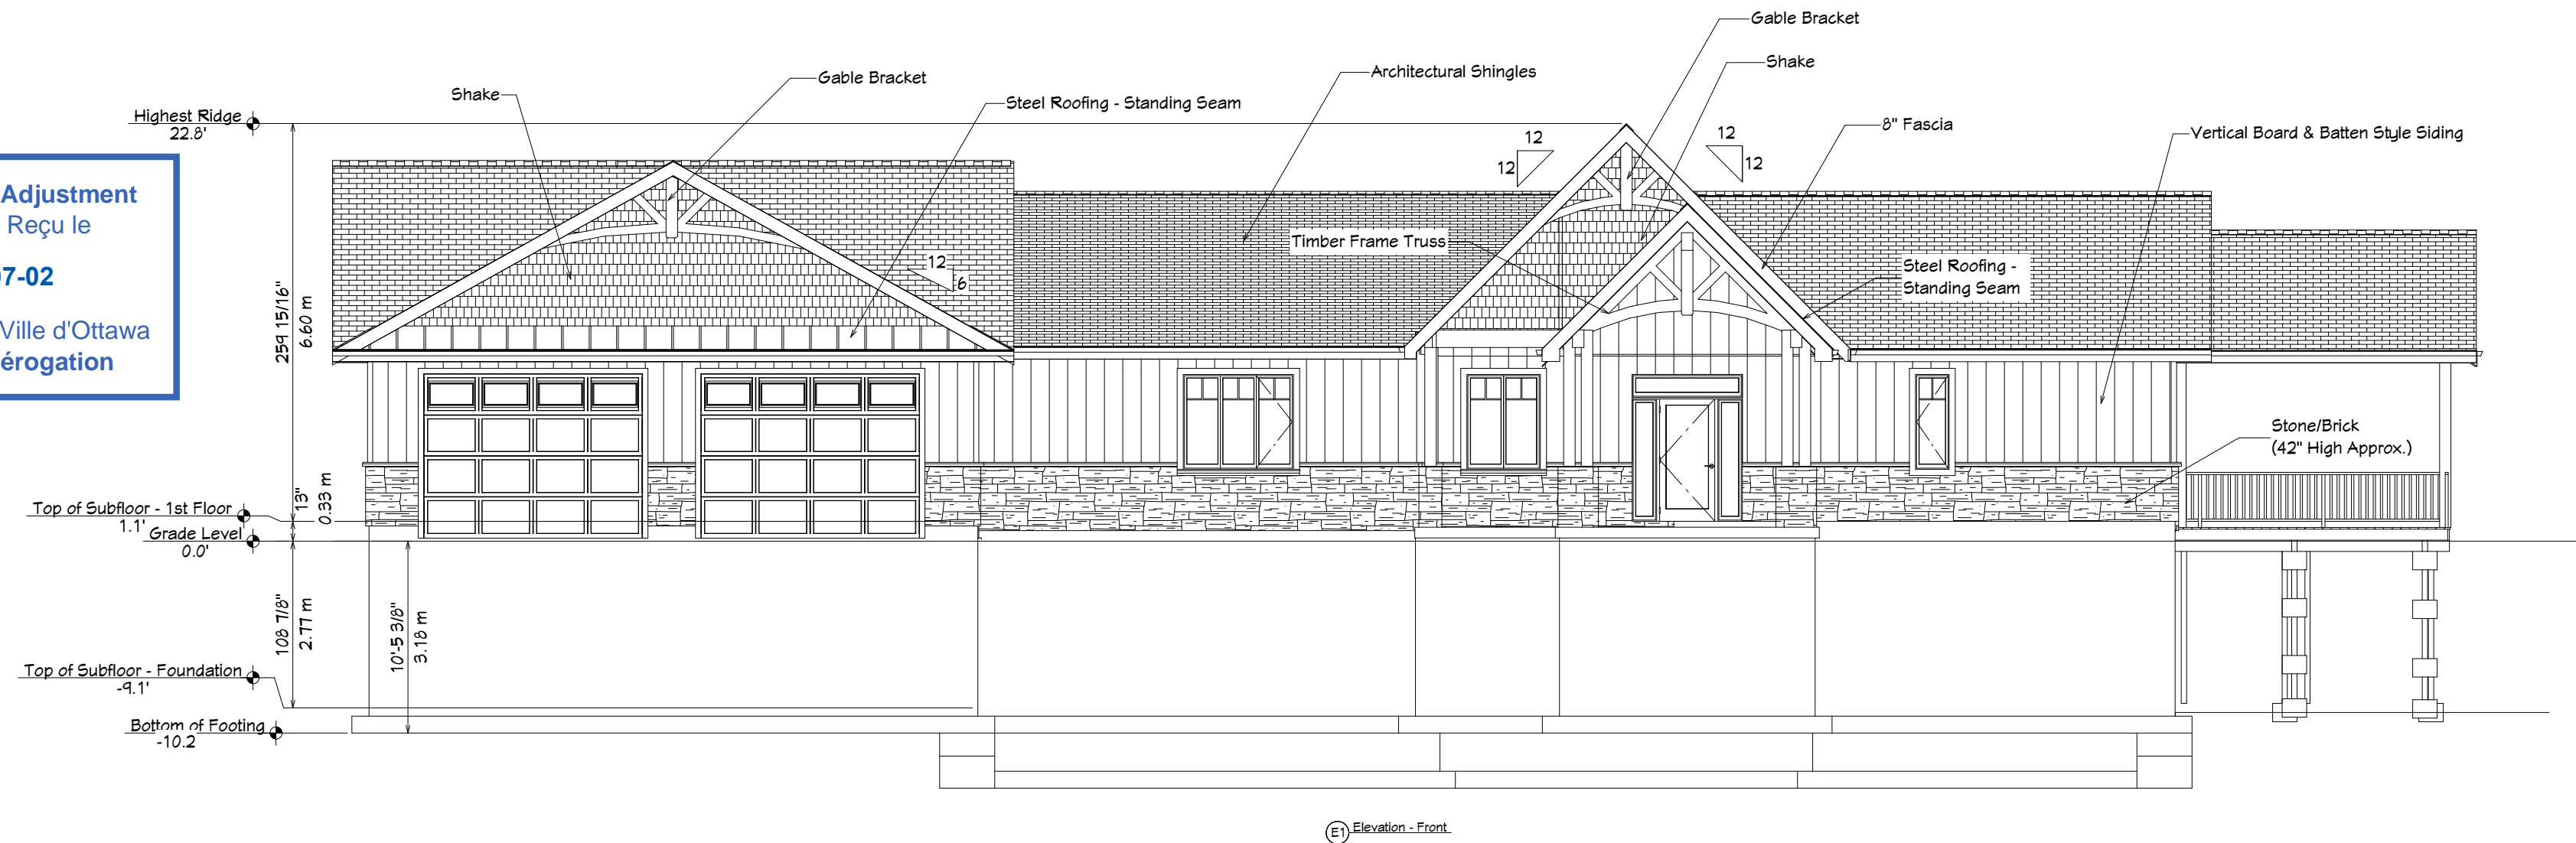 Gable Bracket
Shake
Architectural Shingles
Gable Bracket
Shake
Steel Roofing - Standing Seam
Highest Ridge
22.8'
8" Fascia
Vertical Board & Batten Style Siding
12
12
12
12
Adjustment
Reçu le
07-02
Ville d'Ottawa
érogation
Timber Frame Truss
12
6
Steel Roofing -
Standing Seam
259 15/16"
6.60 m
Stone/Brick
(42" High Approx.)
13"
0.33 m
Top of Subfloor - 1st Floor
1.1'
Grade Level
0.0'
108 7/8"
2.77 m
10'-5 3/8"
3.18 m
Top of Subfloor - Foundation
-9.1'
Bottom of Footing
-10.2
E1 Elevation - Front